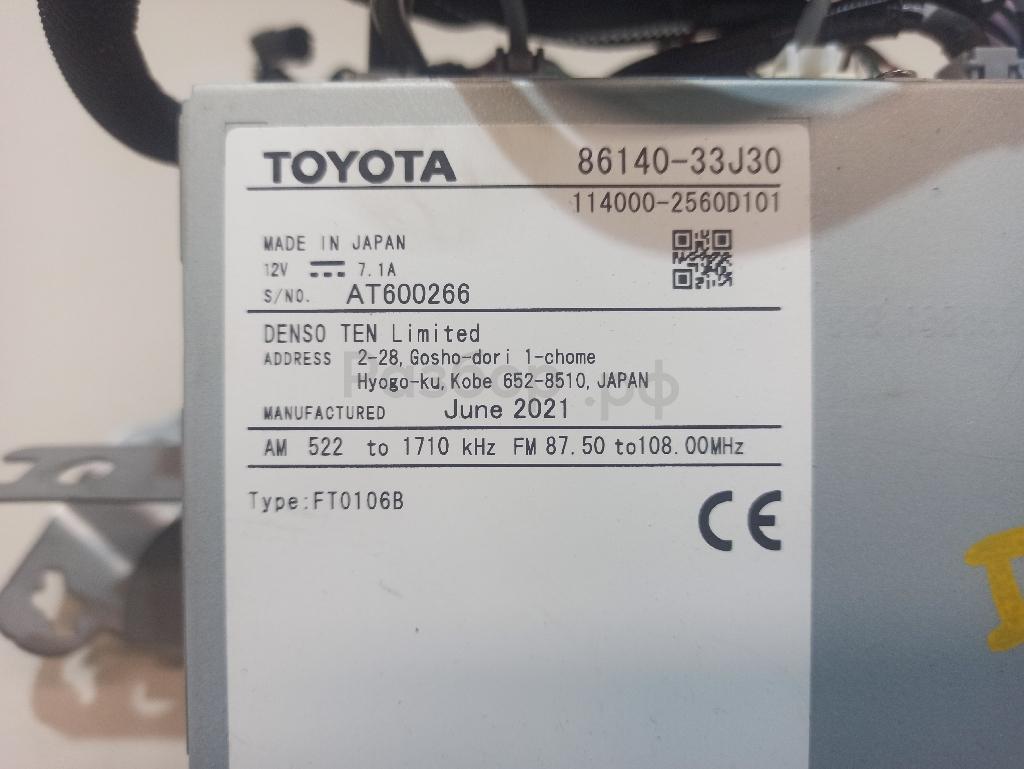 TOYOTA 86140-33J30
114000-2560D101
MADE IN JAPAN
12V 7.1A
S/NO. AT600266
DENSO TEN Limited
ADDRESS 2-28, Gosho-dori 1-chome
Hyogo-ku, Kobe 652-8510, JAPAN
Разбор.рф
MANUFACTURED June 2021
AM 522 to 1710 kHz FM 87.50 to108.00MHz
Type:FT0106B
CE